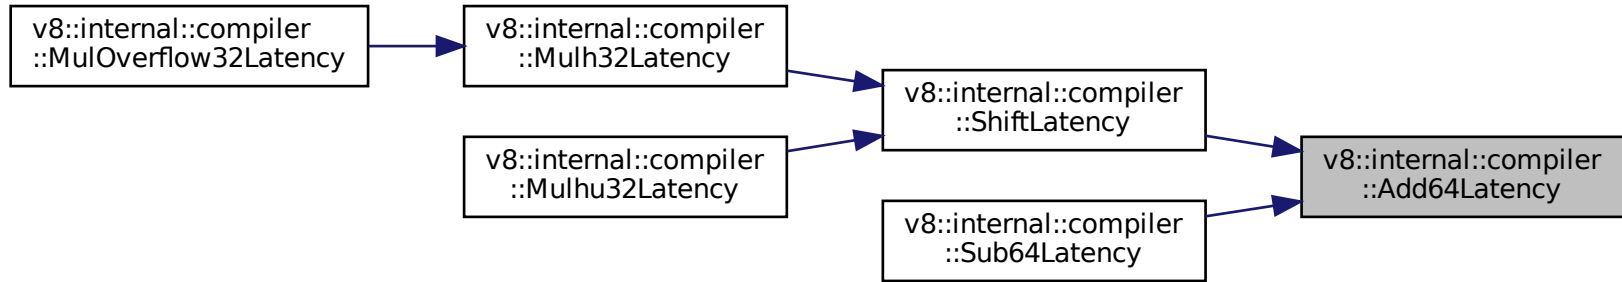 v8::internal::compiler
::MulOverflow32Latency
v8::internal::compiler
::Mulh32Latency
v8::internal::compiler
::Mulhu32Latency
v8::internal::compiler
::ShiftLatency
v8::internal::compiler
::Sub64Latency
v8::internal::compiler
::Add64Latency